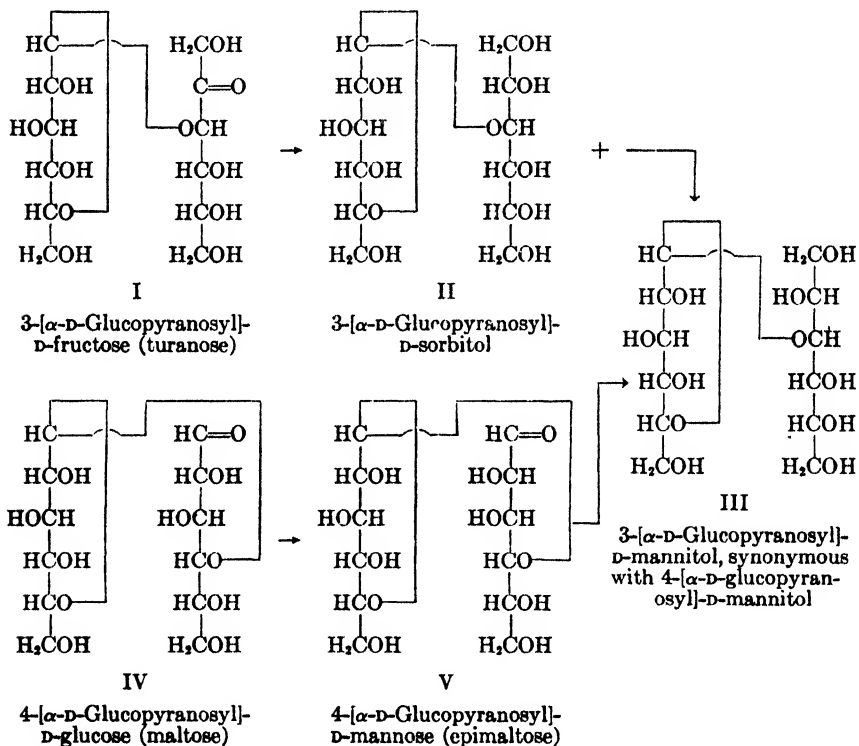 HC H₂COH HC H₂COH
HCOH C=O HCOH HCOH
HOCH OCH HOCH OCH
HCOH HCOH → HCOH HCOH +
HCO HCOH HCO HCOH
H₂COH H₂COH H₂COH H₂COH
I
3-[α-D-Glucopyranosyl]-
D-fructose (turanose)
II
3-[α-D-Glucopyranosyl]-
D-sorbitol
HC H₂COH
HCOH HOCH
HOCH OCH
HCOH HCOH
HCO HCOH
H₂COH H₂COH
III
3-[α-D-Glucopyranosyl]-
D-mannitol, synonymous
with 4-[α-D-glucopyran-
osyl]-D-mannitol
HC HC=O HC HC=O
HCOH HCOH HCOH HOCH
HOCH HOCH HOCH HOCH
HCOH HCO → HCOH HCO
HCO HCOH HCO HCOH
H₂COH H₂COH H₂COH H₂COH
IV
4-[α-D-Glucopyranosyl]-
D-glucose (maltose)
V
4-[α-D-Glucopyranosyl]-
D-mannose (epimaltose)